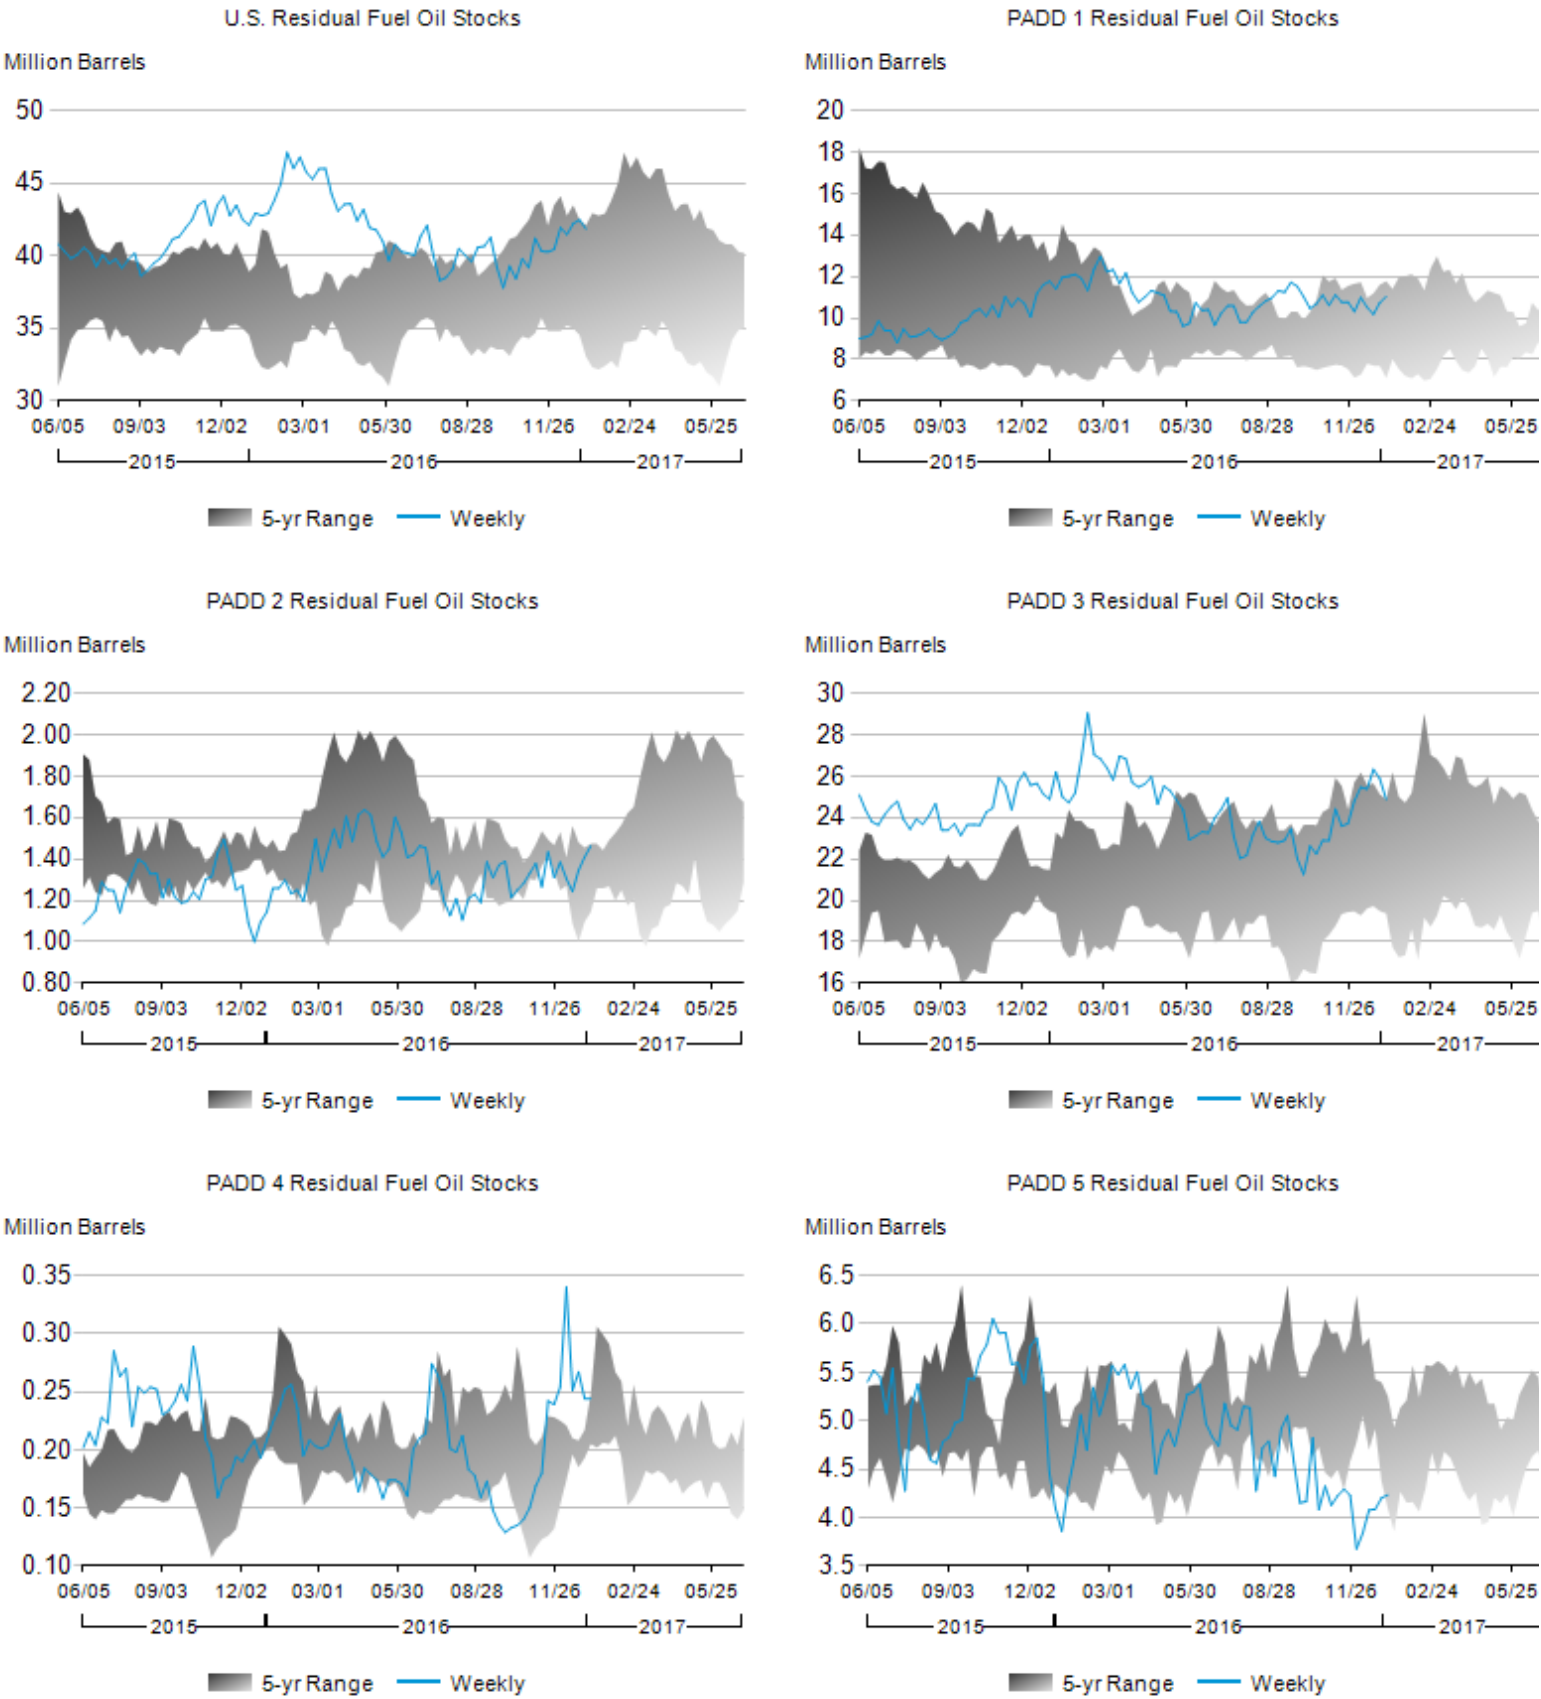 U.S. Residual Fuel Oil Stocks
Million Barrels
50
45
40
35
30
06/05 09/03 12/02 03/01 05/30 08/28 11/26 02/24 05/25
2015 2016 2017
5-yr Range Weekly
PADD 1 Residual Fuel Oil Stocks
Million Barrels
20
18
16
14
12
10
8
6
06/05 09/03 12/02 03/01 05/30 08/28 11/26 02/24 05/25
2015 2016 2017
5-yr Range Weekly
PADD 2 Residual Fuel Oil Stocks
Million Barrels
2.20
2.00
1.80
1.60
1.40
1.20
1.00
0.80
06/05 09/03 12/02 03/01 05/30 08/28 11/26 02/24 05/25
2015 2016 2017
5-yr Range Weekly
PADD 3 Residual Fuel Oil Stocks
Million Barrels
30
28
26
24
22
20
18
16
06/05 09/03 12/02 03/01 05/30 08/28 11/26 02/24 05/25
2015 2016 2017
5-yr Range Weekly
PADD 4 Residual Fuel Oil Stocks
Million Barrels
0.35
0.30
0.25
0.20
0.15
0.10
06/05 09/03 12/02 03/01 05/30 08/28 11/26 02/24 05/25
2015 2016 2017
5-yr Range Weekly
PADD 5 Residual Fuel Oil Stocks
Million Barrels
6.5
6.0
5.5
5.0
4.5
4.0
3.5
06/05 09/03 12/02 03/01 05/30 08/28 11/26 02/24 05/25
2015 2016 2017
5-yr Range Weekly